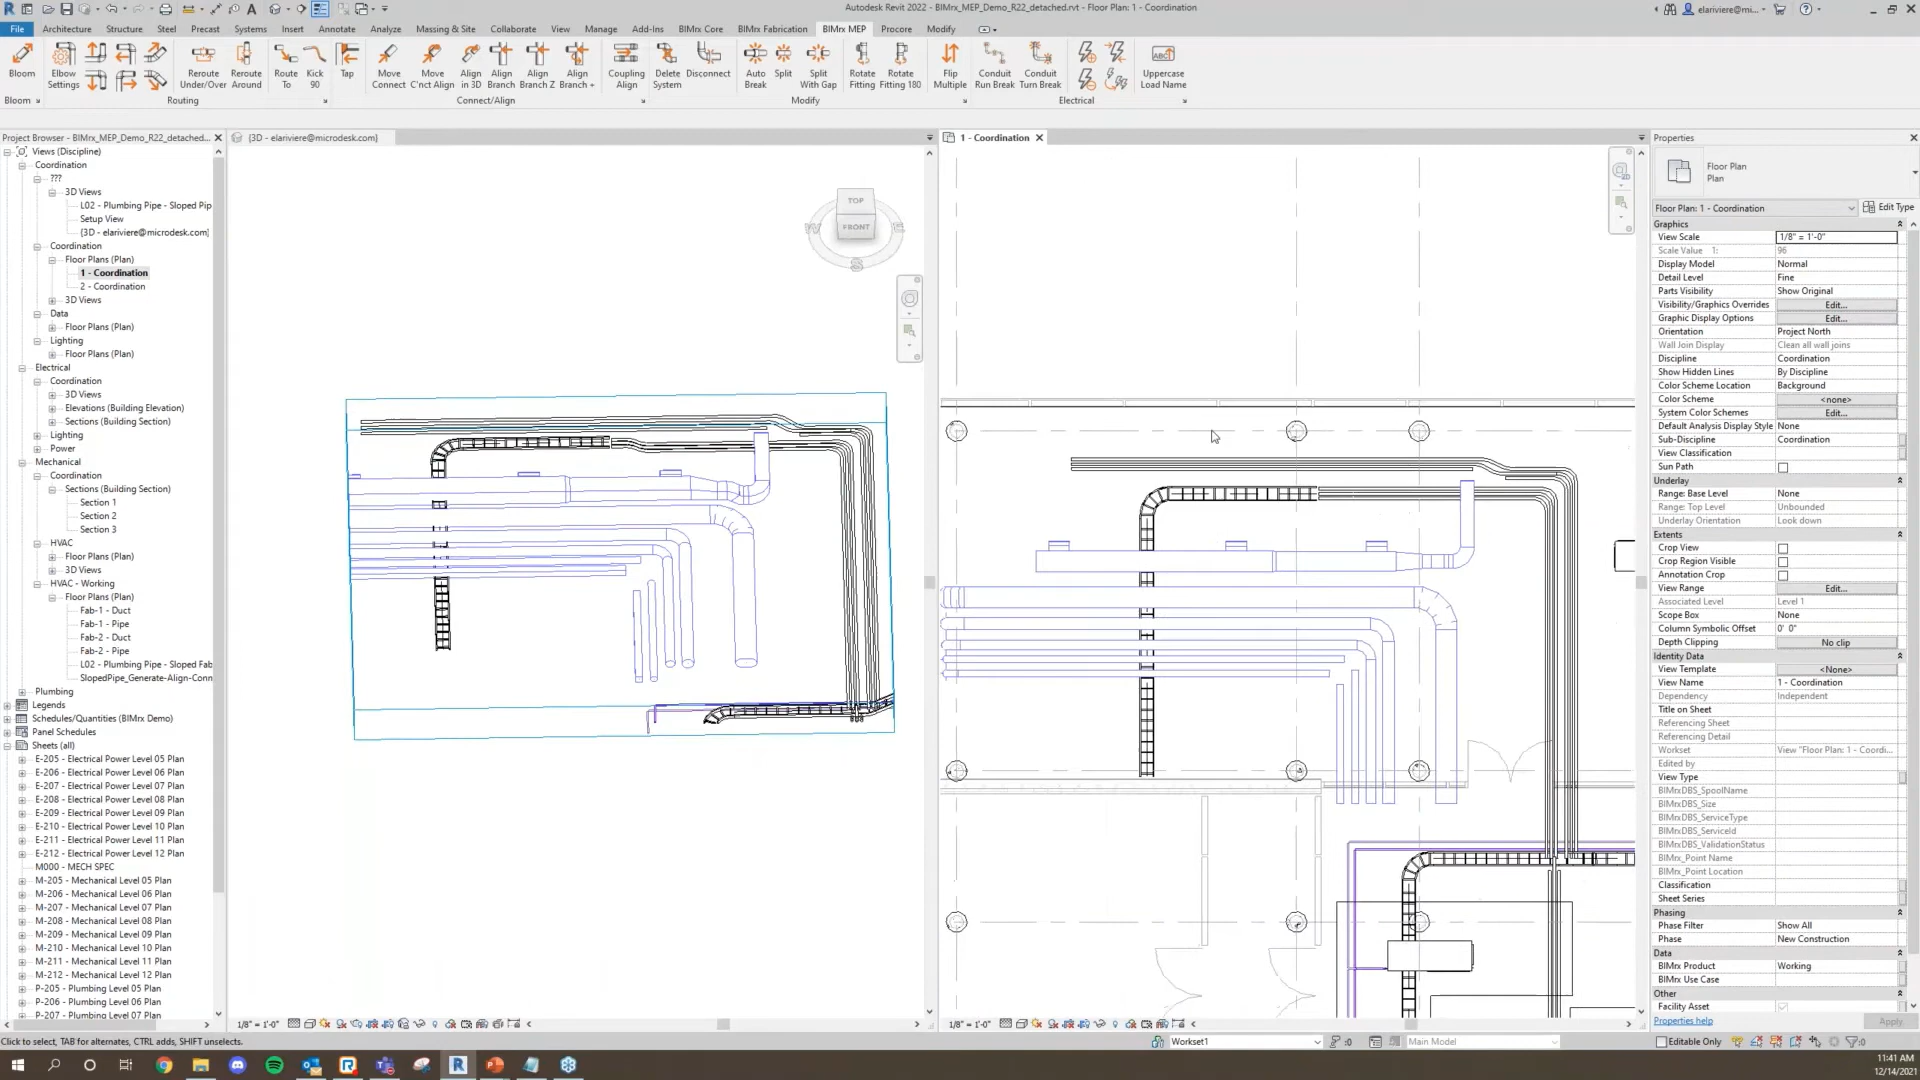 Autodesk Revit 2022 - BIMrx_MEP_Demo_R22_detached.rvt - Floor Plan: 1 - Coordination
elariviere@mi...
File Architecture Structure Steel Precast Systems Insert Annotate Analyze Massing & Site Collaborate View Manage Add-Ins BIMrx Core BIMrx Fabrication BIMrx MEP Procore Modify
Bloom Elbow Settings Reroute Under/Over Reroute Around Route To Kick 90 Tap Move Connect Move C'nct Align Align in 3D Align Branch Align Branch Z Align Branch + Coupling Align Delete System Disconnect Auto Break Split Split With Gap Rotate Fitting Rotate Fitting 180 Flip Multiple Conduit Run Break Conduit Turn Break Uppercase Load Name
Bloom Routing Connect/Align Modify Electrical
Project Browser - BIMrx_MEP_Demo_R22_detached...
Views (Discipline)
Coordination
???
3D Views
L02 - Plumbing Pipe - Sloped Pip
Setup View
{3D - elariviere@microdesk.com}
Coordination
Floor Plans (Plan)
1 - Coordination
2 - Coordination
3D Views
Data
Floor Plans (Plan)
Lighting
Floor Plans (Plan)
Electrical
Coordination
3D Views
Elevations (Building Elevation)
Sections (Building Section)
Lighting
Power
Mechanical
Coordination
Sections (Building Section)
Section 1
Section 2
Section 3
HVAC
Floor Plans (Plan)
3D Views
HVAC - Working
Floor Plans (Plan)
Fab-1 - Duct
Fab-1 - Pipe
Fab-2 - Duct
Fab-2 - Pipe
L02 - Plumbing Pipe - Sloped Fab
SlopedPipe_Generate-Align-Conn
Plumbing
Legends
Schedules/Quantities (BIMrx Demo)
Panel Schedules
Sheets (all)
E-205 - Electrical Power Level 05 Plan
E-206 - Electrical Power Level 06 Plan
E-207 - Electrical Power Level 07 Plan
E-208 - Electrical Power Level 08 Plan
E-209 - Electrical Power Level 09 Plan
E-210 - Electrical Power Level 10 Plan
E-211 - Electrical Power Level 11 Plan
E-212 - Electrical Power Level 12 Plan
M000 - MECH SPEC
M-205 - Mechanical Level 05 Plan
M-206 - Mechanical Level 06 Plan
M-207 - Mechanical Level 07 Plan
M-208 - Mechanical Level 08 Plan
M-209 - Mechanical Level 09 Plan
M-210 - Mechanical Level 10 Plan
M-211 - Mechanical Level 11 Plan
M-212 - Mechanical Level 12 Plan
P-205 - Plumbing Level 05 Plan
P-206 - Plumbing Level 06 Plan
P-207 - Plumbing Level 07 Plan
{3D - elariviere@microdesk.com}
TOP
FRONT
W
E
S
1/8" = 1'-0"
1 - Coordination
1/8" = 1'-0"
Properties
Floor Plan
Plan
Floor Plan: 1 - Coordination Edit Type
Graphics
View Scale 1/8" = 1'-0"
Scale Value 1: 96
Display Model Normal
Detail Level Fine
Parts Visibility Show Original
Visibility/Graphics Overrides Edit...
Graphic Display Options Edit...
Orientation Project North
Wall Join Display Clean all wall joins
Discipline Coordination
Show Hidden Lines By Discipline
Color Scheme Location Background
Color Scheme <none>
System Color Schemes Edit...
Default Analysis Display Style None
Sub-Discipline Coordination
View Classification
Sun Path
Underlay
Range: Base Level None
Range: Top Level Unbounded
Underlay Orientation Look down
Extents
Crop View
Crop Region Visible
Annotation Crop
View Range Edit...
Associated Level Level 1
Scope Box None
Column Symbolic Offset 0' 0"
Depth Clipping No clip
Identity Data
View Template <None>
View Name 1 - Coordination
Dependency Independent
Title on Sheet
Referencing Sheet
Referencing Detail
Workset View "Floor Plan: 1 - Coordi...
Edited by
View Type
BIMrxDBS_SpoolName
BIMrxDBS_Size
BIMrxDBS_ServiceType
BIMrxDBS_ServiceId
BIMrxDBS_ValidationStatus
BIMrx_Point Name
BIMrx_Point Location
Classification
Sheet Series
Phasing
Phase Filter Show All
Phase New Construction
Data
BIMrx Product Working
BIMrx Use Case
Other
Facility Asset
Properties help Apply
Click to select, TAB for alternates, CTRL adds, SHIFT unselects.
Workset1 :0 Main Model Editable Only :0
11:41 AM
12/14/2021